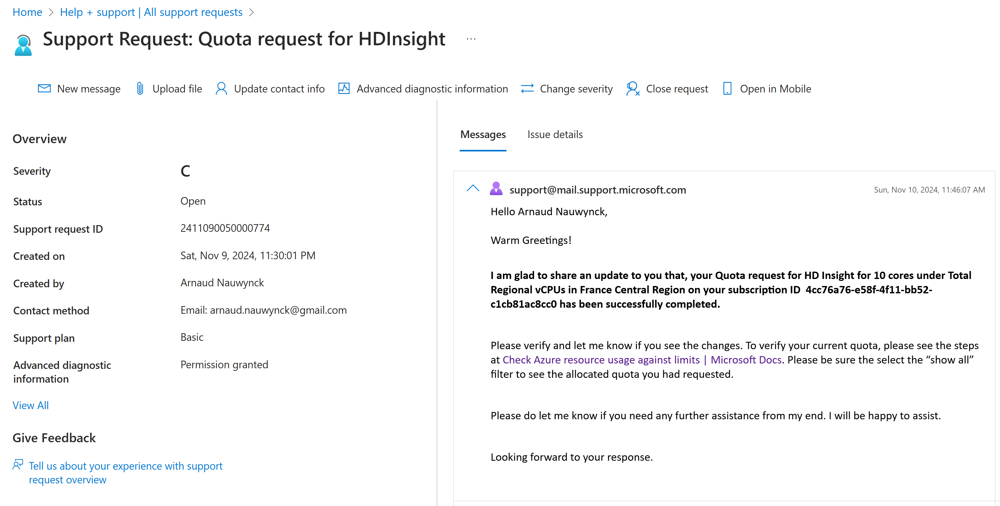 Home > Help + support | All support requests >
Support Request: Quota request for HDInsight ...
New message Upload file Update contact info Advanced diagnostic information Change severity Close request Open in Mobile
Overview
Severity C
Status Open
Support request ID 2411090050000774
Created on Sat, Nov 9, 2024, 11:30:01 PM
Created by Arnaud Nauwynck
Contact method Email: arnaud.nauwynck@gmail.com
Support plan Basic
Advanced diagnostic Permission granted
information
View All
Give Feedback
Tell us about your experience with support
request overview
Messages Issue details
support@mail.support.microsoft.com Sun, Nov 10, 2024, 11:46:07 AM
Hello Arnaud Nauwynck,
Warm Greetings!
I am glad to share an update to you that, your Quota request for HD Insight for 10 cores under Total
Regional vCPUs in France Central Region on your subscription ID 4cc76a76-e58f-4f11-bb52-
c1cb81ac8cc0 has been successfully completed.
Please verify and let me know if you see the changes. To verify your current quota, please see the steps
at Check Azure resource usage against limits | Microsoft Docs. Please be sure the select the “show all”
filter to see the allocated quota you had requested.
Please do let me know if you need any further assistance from my end. I will be happy to assist.
Looking forward to your response.